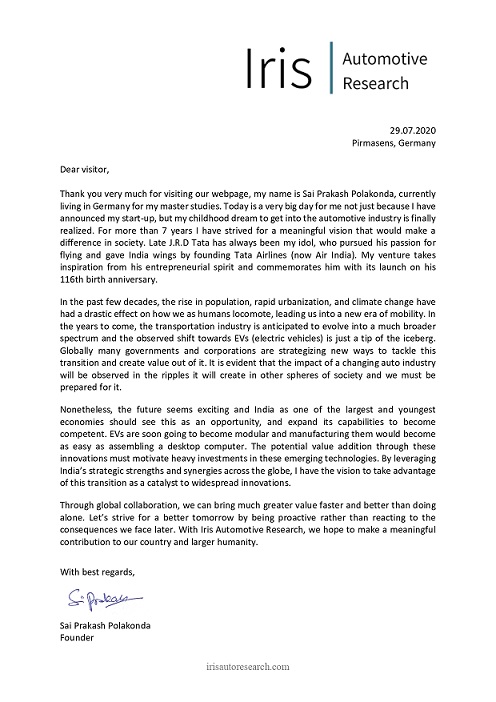 Iris
Automotive
Research
29.07.2020
Pirmasens, Germany
Dear visitor,
Thank you very much for visiting our webpage, my name is Sai Prakash Polakonda, currently
living in Germany for my master studies. Today is a very big day for me not just because I have
announced my start-up, but my childhood dream to get into the automotive industry is finally
realized. For more than 7 years I have strived for a meaningful vision that would make a
difference in society. Late J.R.D Tata has always been my idol, who pursued his passion for
flying and gave India wings by founding Tata Airlines (now Air India). My venture takes
inspiration from his entrepreneurial spirit and commemorates him with its launch on his
116th birth anniversary.
In the past few decades, the rise in population, rapid urbanization, and climate change have
had a drastic effect on how we as humans locomote, leading us into a new era of mobility. In
the years to come, the transportation industry is anticipated to evolve into a much broader
spectrum and the observed shift towards EVs (electric vehicles) is just a tip of the iceberg.
Globally many governments and corporations are strategizing new ways to tackle this
transition and create value out of it. It is evident that the impact of a changing auto industry
will be observed in the ripples it will create in other spheres of society and we must be
prepared for it.
Nonetheless, the future seems exciting and India as one of the largest and youngest
economies should see this as an opportunity, and expand its capabilities to become
competent. EVs are soon going to become modular and manufacturing them would become
as easy as assembling a desktop computer. The potential value addition through these
innovations must motivate heavy investments in these emerging technologies. By leveraging
India's strategic strengths and synergies across the globe, I have the vision to take advantage
of this transition as a catalyst to widespread innovations.
Through global collaboration, we can bring much greater value faster and better than doing
alone. Let's strive for a better tomorrow by being proactive rather than reacting to the
consequences we face later. With Iris Automotive Research, we hope to make a meaningful
contribution to our country and larger humanity.
With best regards,
Sai Prakash
Sai Prakash Polakonda
Founder
irisautoresearch.com